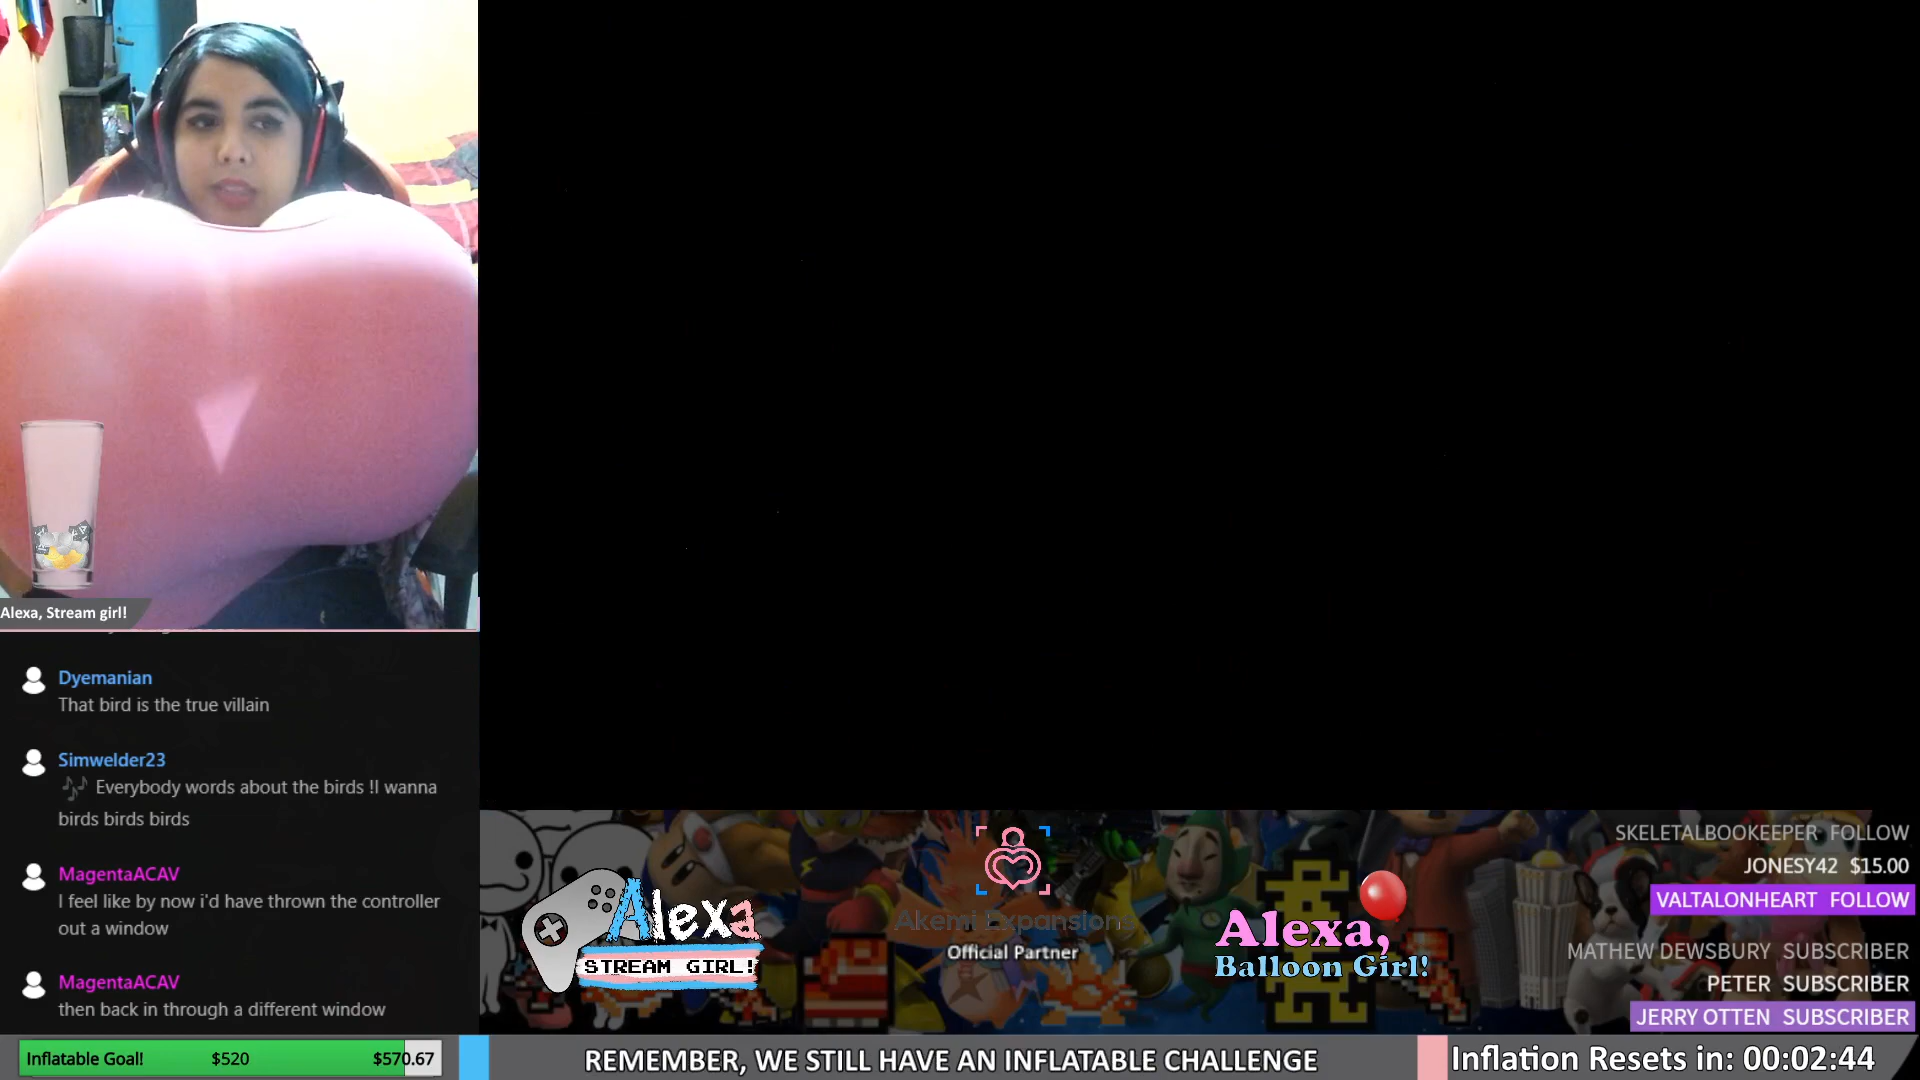 Alexa, Stream girl!
Dyemanian
That bird is the true villain
Simwelder23
🎶 Everybody words about the birds !I wanna
birds birds birds
MagentaACAV
I feel like by now i'd have thrown the controller
out a window
MagentaACAV
then back in through a different window
Alexa
STREAM GIRL!
Akemi Expansions
Official Partner
Alexa,
Balloon Girl!
SKELETALBOOKEEPER FOLLOW
JONESY42 $15.00
VALTALONHEART FOLLOW
MATHEW DEWSBURY SUBSCRIBER
PETER SUBSCRIBER
JERRY OTTEN SUBSCRIBER
Inflatable Goal! $520 $570.67
REMEMBER, WE STILL HAVE AN INFLATABLE CHALLENGE
Inflation Resets in: 00:02:44